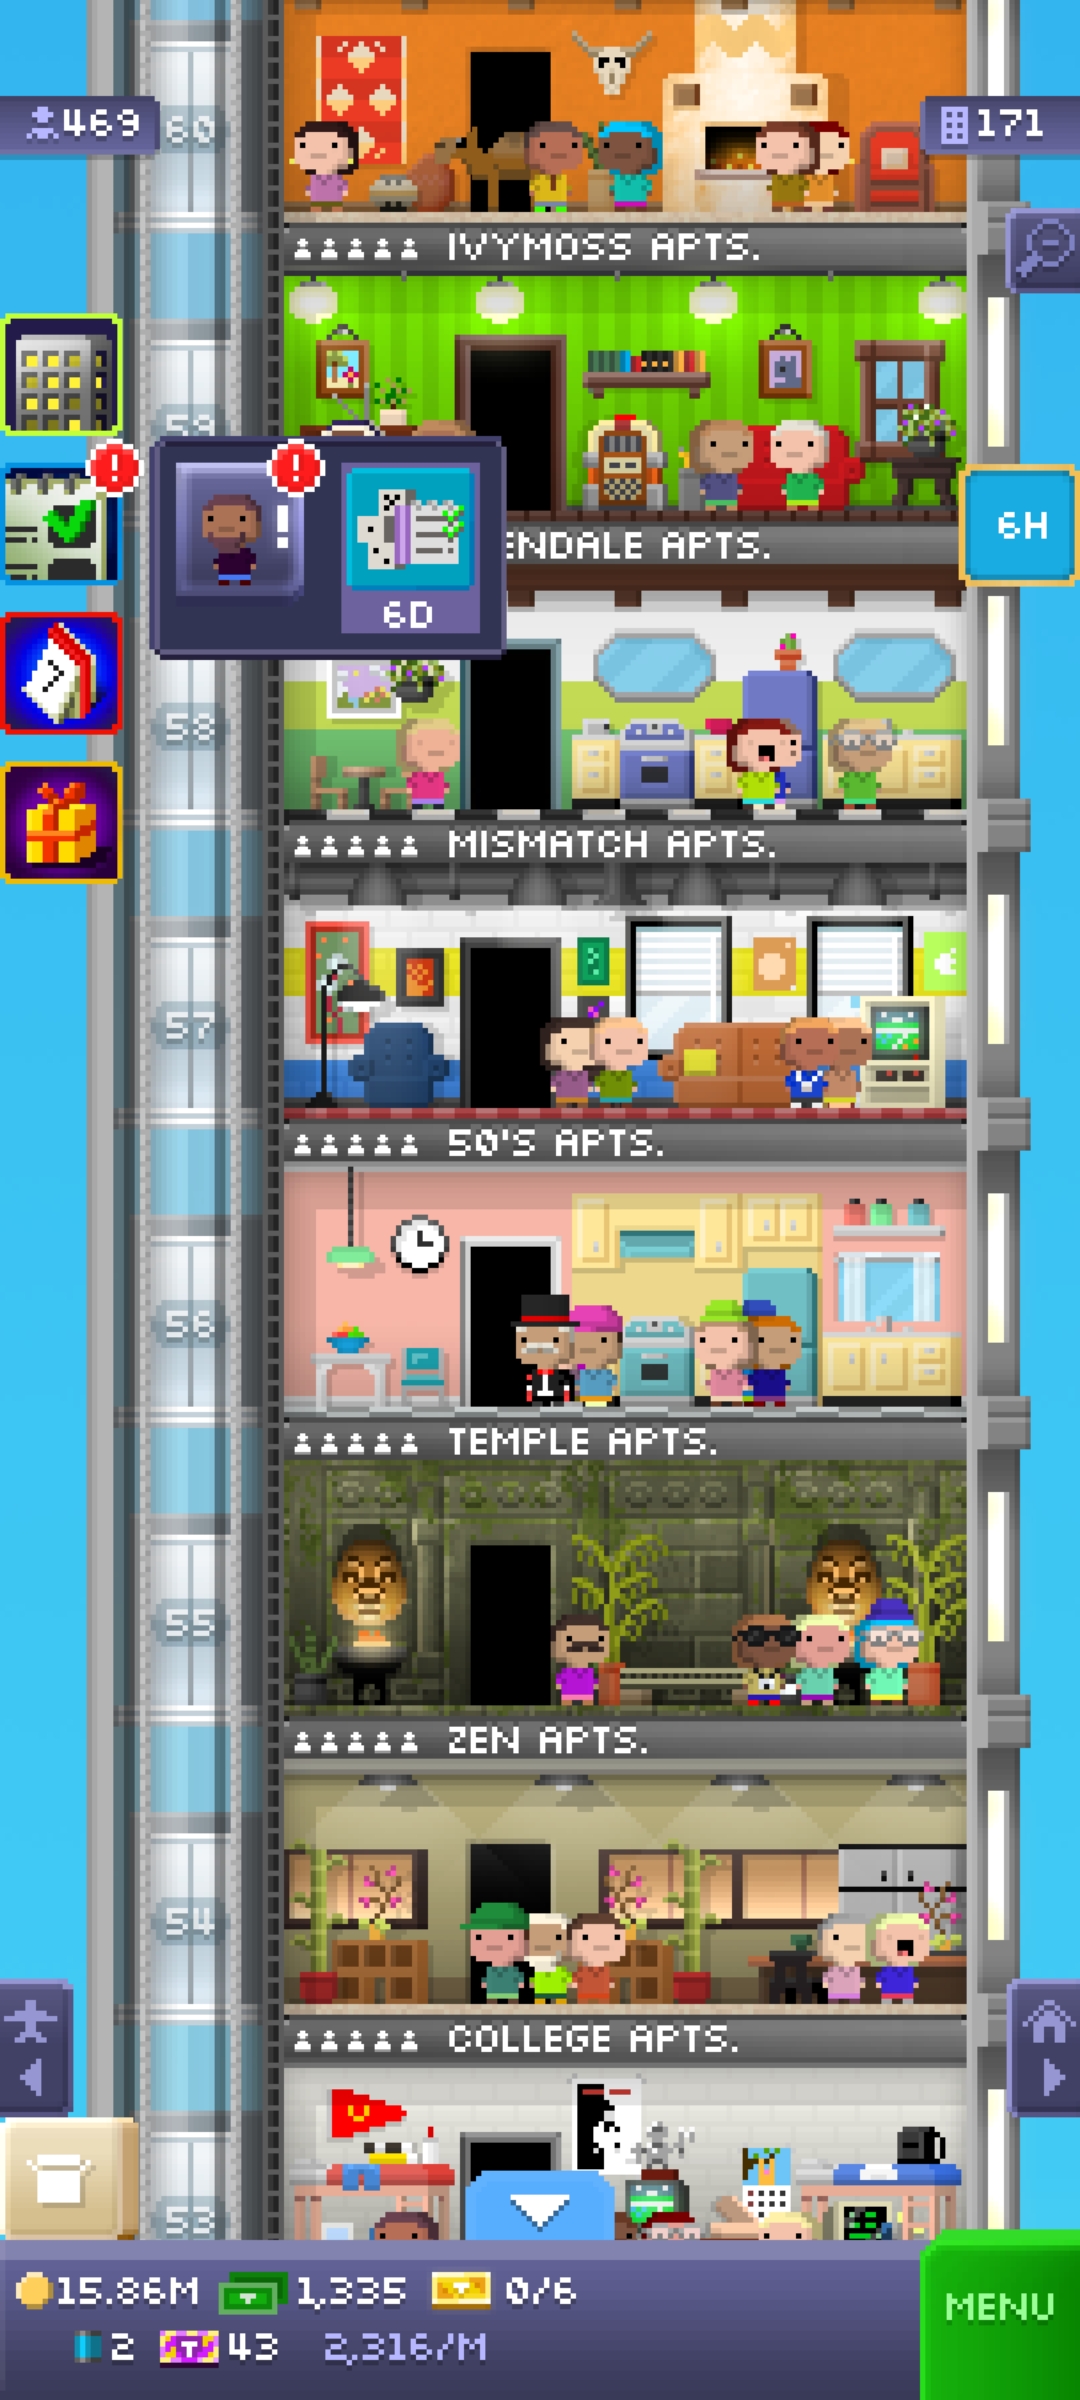 469
60
171
IVYMOSS APTS.
59
!
!
!
6D
6H
ENDALE APTS.
58
MISMATCH APTS.
57
50'S APTS.
56
TEMPLE APTS.
55
ZEN APTS.
54
COLLEGE APTS.
53
15.86M
1,335
0/6
MENU
2
T
43
2,316/M